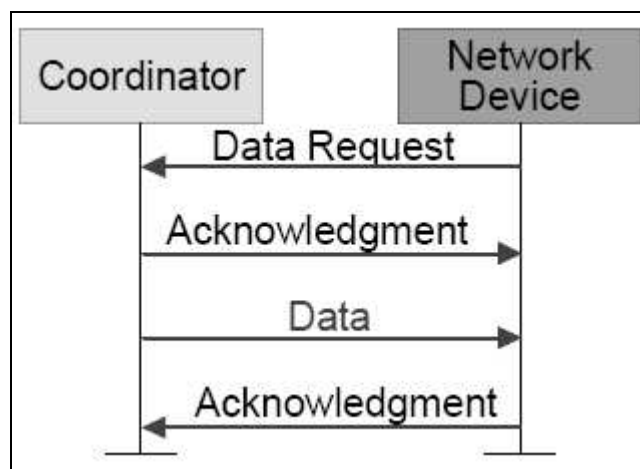 Coordinator
Network
Device
Data Request
Acknowledgment
Data
Acknowledgment